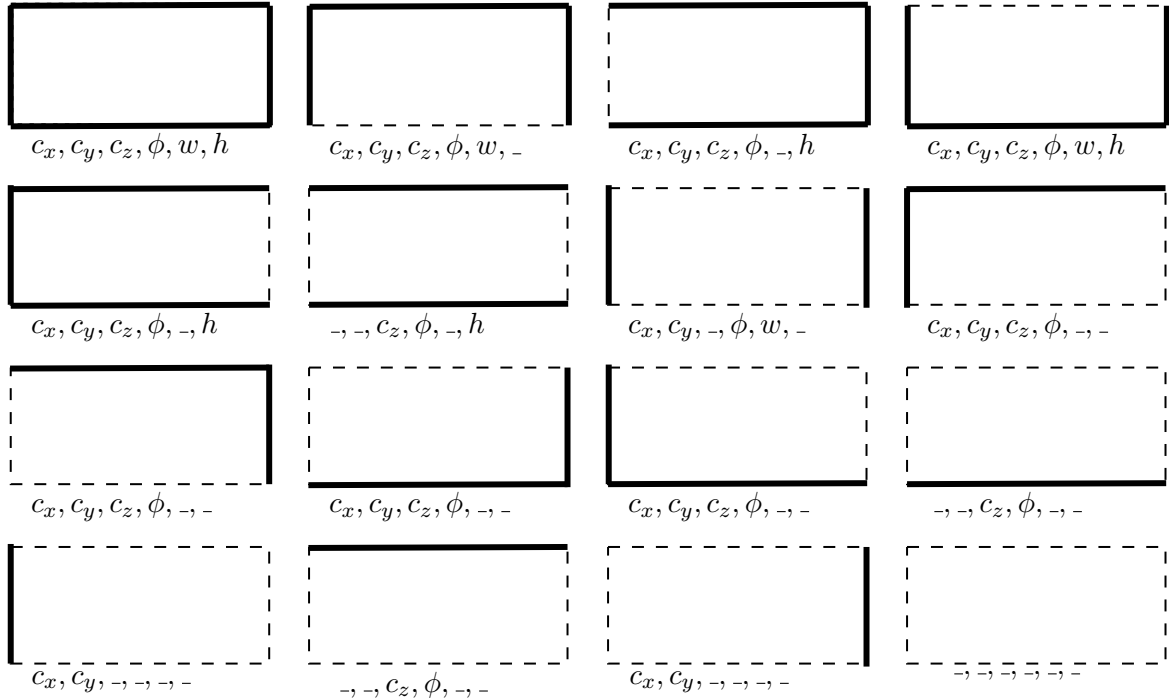 c_x, c_y, c_z, ϕ, w, h
c_x, c_y, c_z, ϕ, w, _
c_x, c_y, c_z, ϕ, _, h
c_x, c_y, c_z, ϕ, w, h
c_x, c_y, c_z, ϕ, _, h
_, _, c_z, ϕ, _, h
c_x, c_y, _, ϕ, w, _
c_x, c_y, c_z, ϕ, _, _
c_x, c_y, c_z, ϕ, _, _
c_x, c_y, c_z, ϕ, _, _
c_x, c_y, c_z, ϕ, _, _
_, _, c_z, ϕ, _, _
c_x, c_y, _, _, _, _
_, _, c_z, ϕ, _, _
c_x, c_y, _, _, _, _
_, _, _, _, _, _